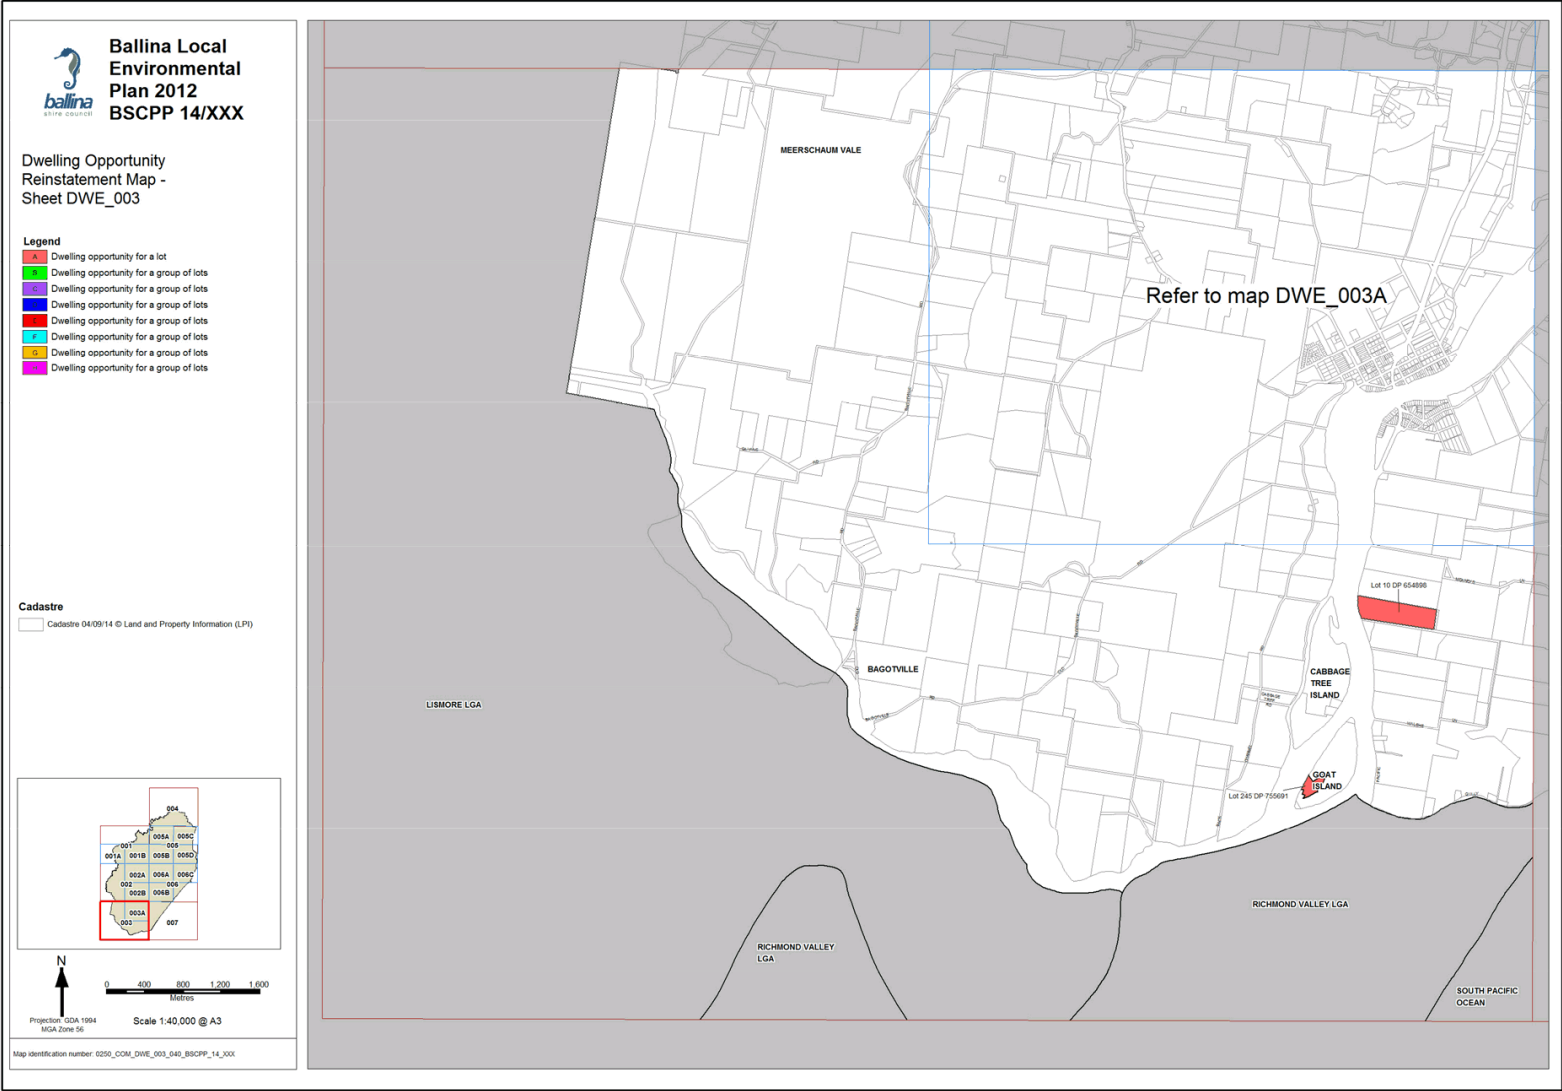 Ballina Local
Environmental
Plan 2012
BSCPP 14/XXX
ballina
shire council
Dwelling Opportunity
Reinstatement Map -
Sheet DWE_003
Legend
A Dwelling opportunity for a lot
B Dwelling opportunity for a group of lots
C Dwelling opportunity for a group of lots
Dwelling opportunity for a group of lots
E Dwelling opportunity for a group of lots
F Dwelling opportunity for a group of lots
G Dwelling opportunity for a group of lots
Dwelling opportunity for a group of lots
Cadastre
Cadastre 04/09/14 © Land and Property Information (LPI)
004
005A 005C
001 005
001A 001B 005B 005D
002A 006A 006C
002 006
002B 006B
003A
003 007
N
0 400 800 1,200 1,600
Metres
Projection: GDA 1994
MGA Zone 56
Scale 1:40,000 @ A3
Map identification number: 0250_COM_DWE_003_040_BSCPP_14_XXX
MEERSCHAUM VALE
Refer to map DWE_003A
Lot 10 DP 654898
BAGOTVILLE
CABBAGE
TREE
ISLAND
LISMORE LGA
GOAT
ISLAND
Lot 245 DP 755691
RICHMOND VALLEY LGA
RICHMOND VALLEY
LGA
SOUTH PACIFIC
OCEAN